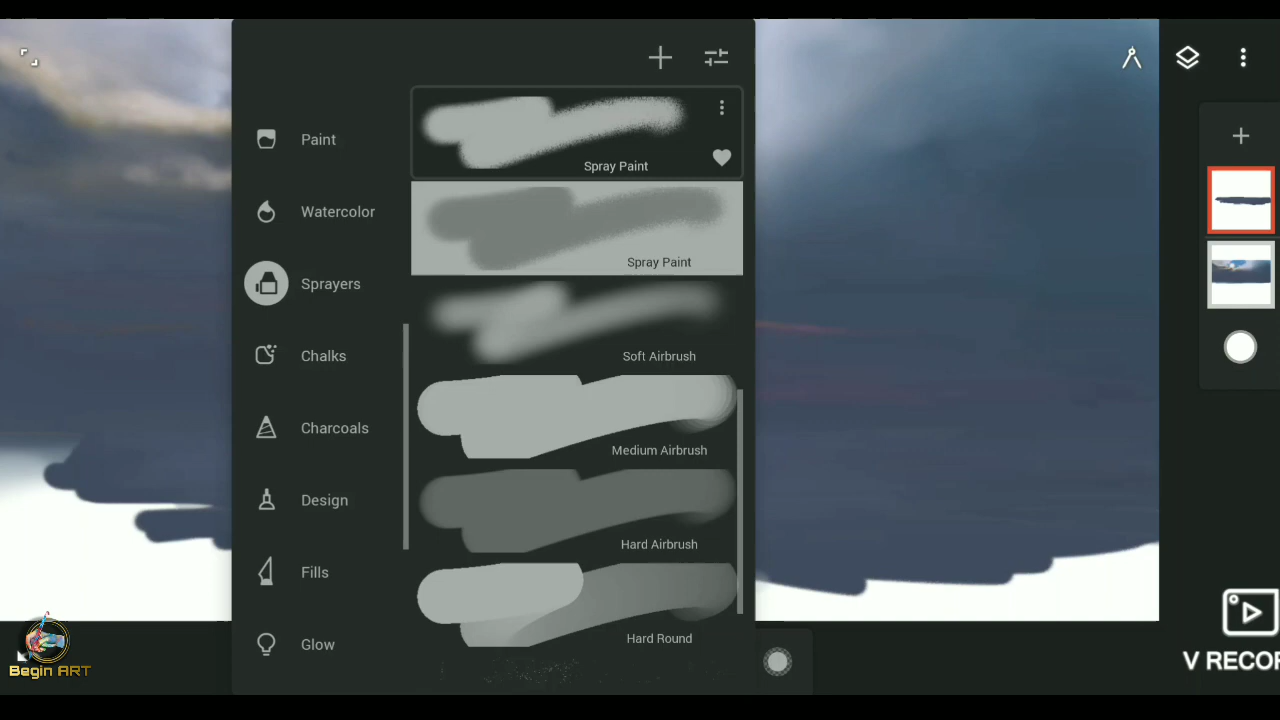 Paint
Watercolor
Sprayers
Chalks
Charcoals
Design
Fills
Glow
Spray Paint
Spray Paint
Soft Airbrush
Medium Airbrush
Hard Airbrush
Hard Round
Begin ART
V RECOR